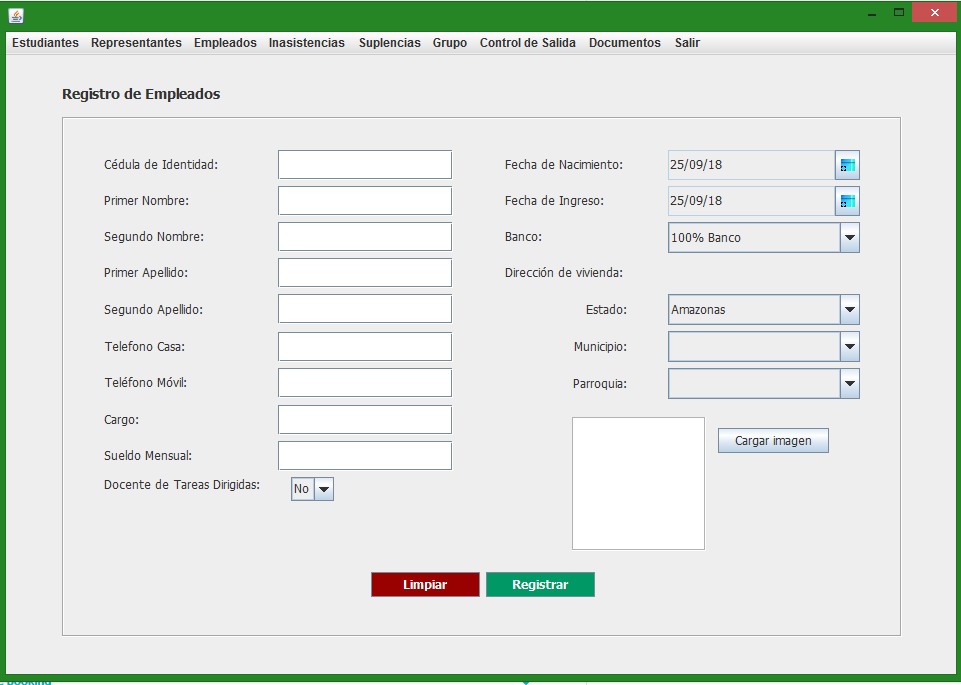 Estudiantes Representantes Empleados Inasistencias Suplencias Grupo Control de Salida Documentos Salir
Registro de Empleados
Cédula de Identidad:
Primer Nombre:
Segundo Nombre:
Primer Apellido:
Segundo Apellido:
Telefono Casa:
Teléfono Móvil:
Cargo:
Sueldo Mensual:
Docente de Tareas Dirigidas: No
Fecha de Nacimiento: 25/09/18
Fecha de Ingreso: 25/09/18
Banco: 100% Banco
Dirección de vivienda:
Estado: Amazonas
Municipio:
Parroquia:
Cargar imagen
Limpiar Registrar